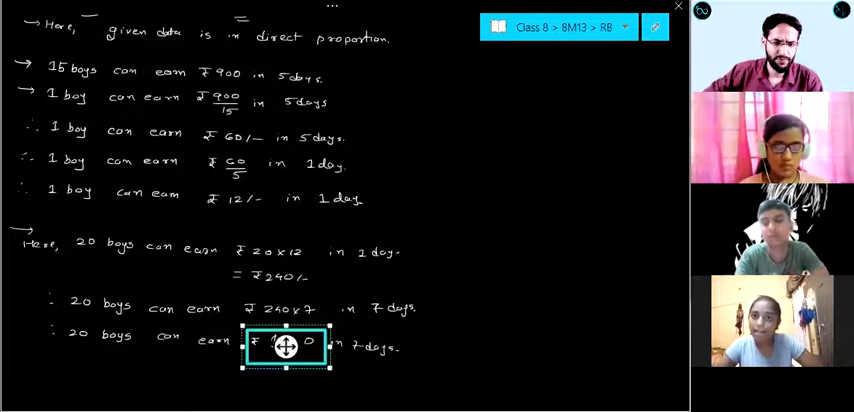 → Here, given data is in direct proportion.
Class 8 > 8M13 > RB
→ 15 boys can earn ₹ 900 in 5 days.
→ 1 boy can earn ₹ 900/15 in 5 days
∴ 1 boy can earn ₹ 60/- in 5 days.
∴ 1 boy can earn ₹ 60/5 in 1 day.
∴ 1 boy can earn ₹ 12/- in 1 day
→ Here, 20 boys can earn ₹ 20×12 in 1 day.
= ₹ 240/-
∴ 20 boys can earn ₹ 240×7 in 7 days.
∴ 20 boys can earn ₹ in 7 days.